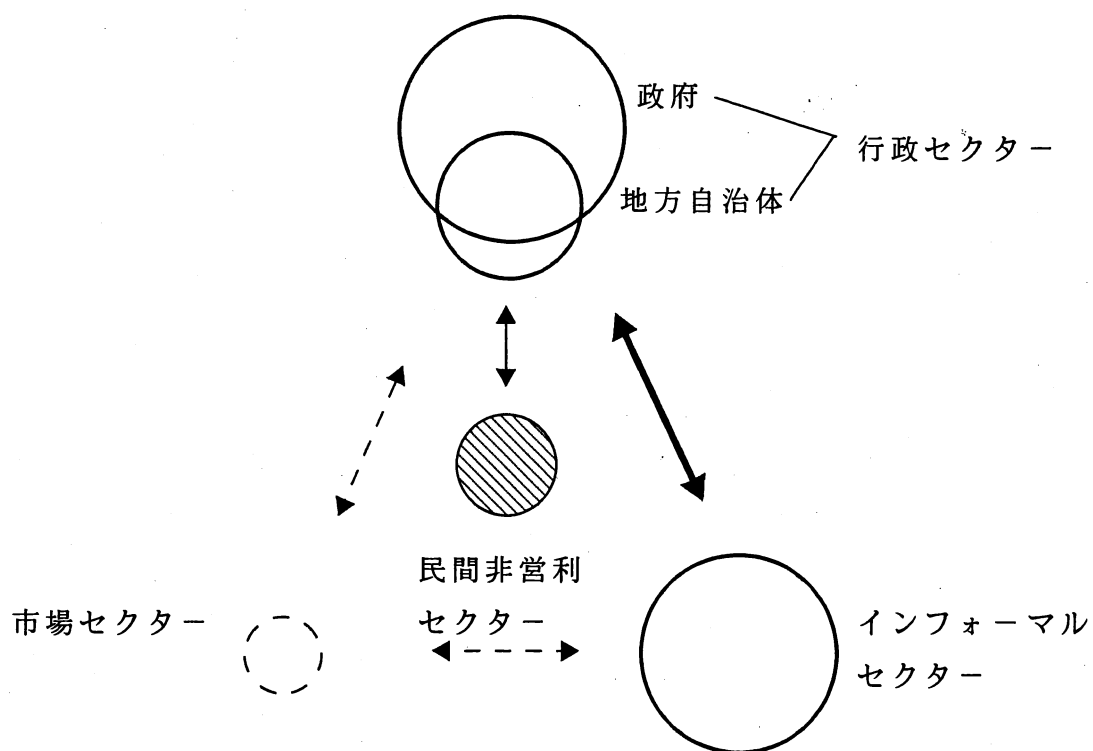 政府
行政セクター
地方自治体
民間非営利
セクター
市場セクター
インフォーマル
セクター